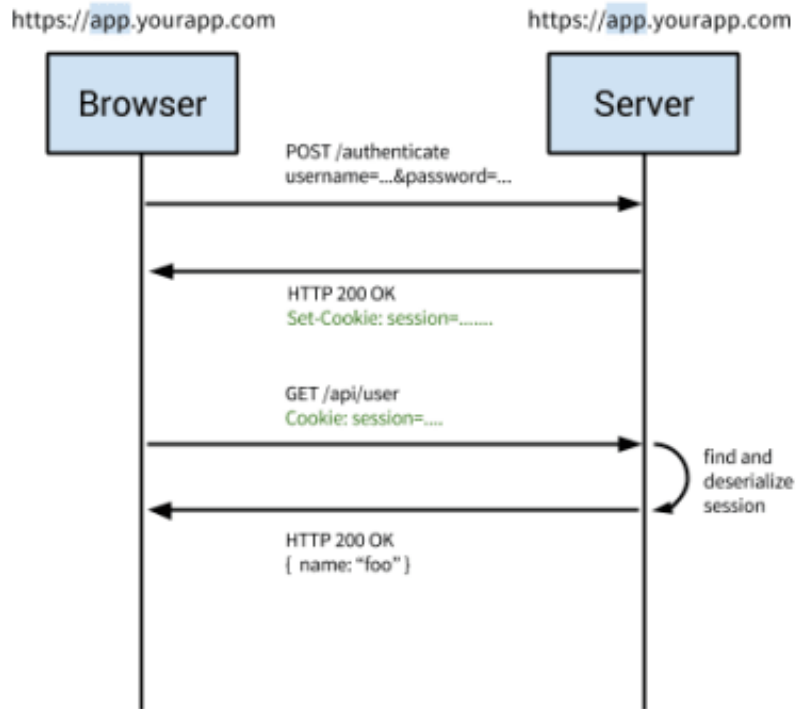 https://app.yourapp.com
https://app.yourapp.com
Browser
Server
POST /authenticate
username=...&password=...
HTTP 200 OK
Set-Cookie: session=.......
GET /api/user
Cookie: session=....
find and
deserialize
session
HTTP 200 OK
{ name: “foo” }